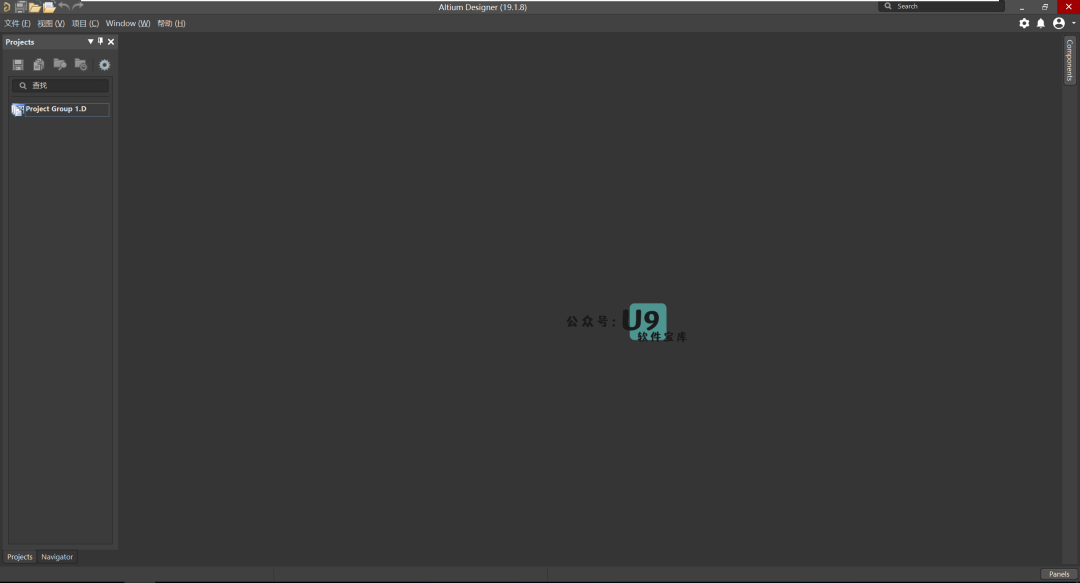 Altium Designer (19.1.8)
Search
文件 (F) 视图 (V) 项目 (C) Window (W) 帮助 (H)
Projects
Components
查找
Project Group 1.D
公众号:
U9
软件宝库
Projects Navigator
Panels